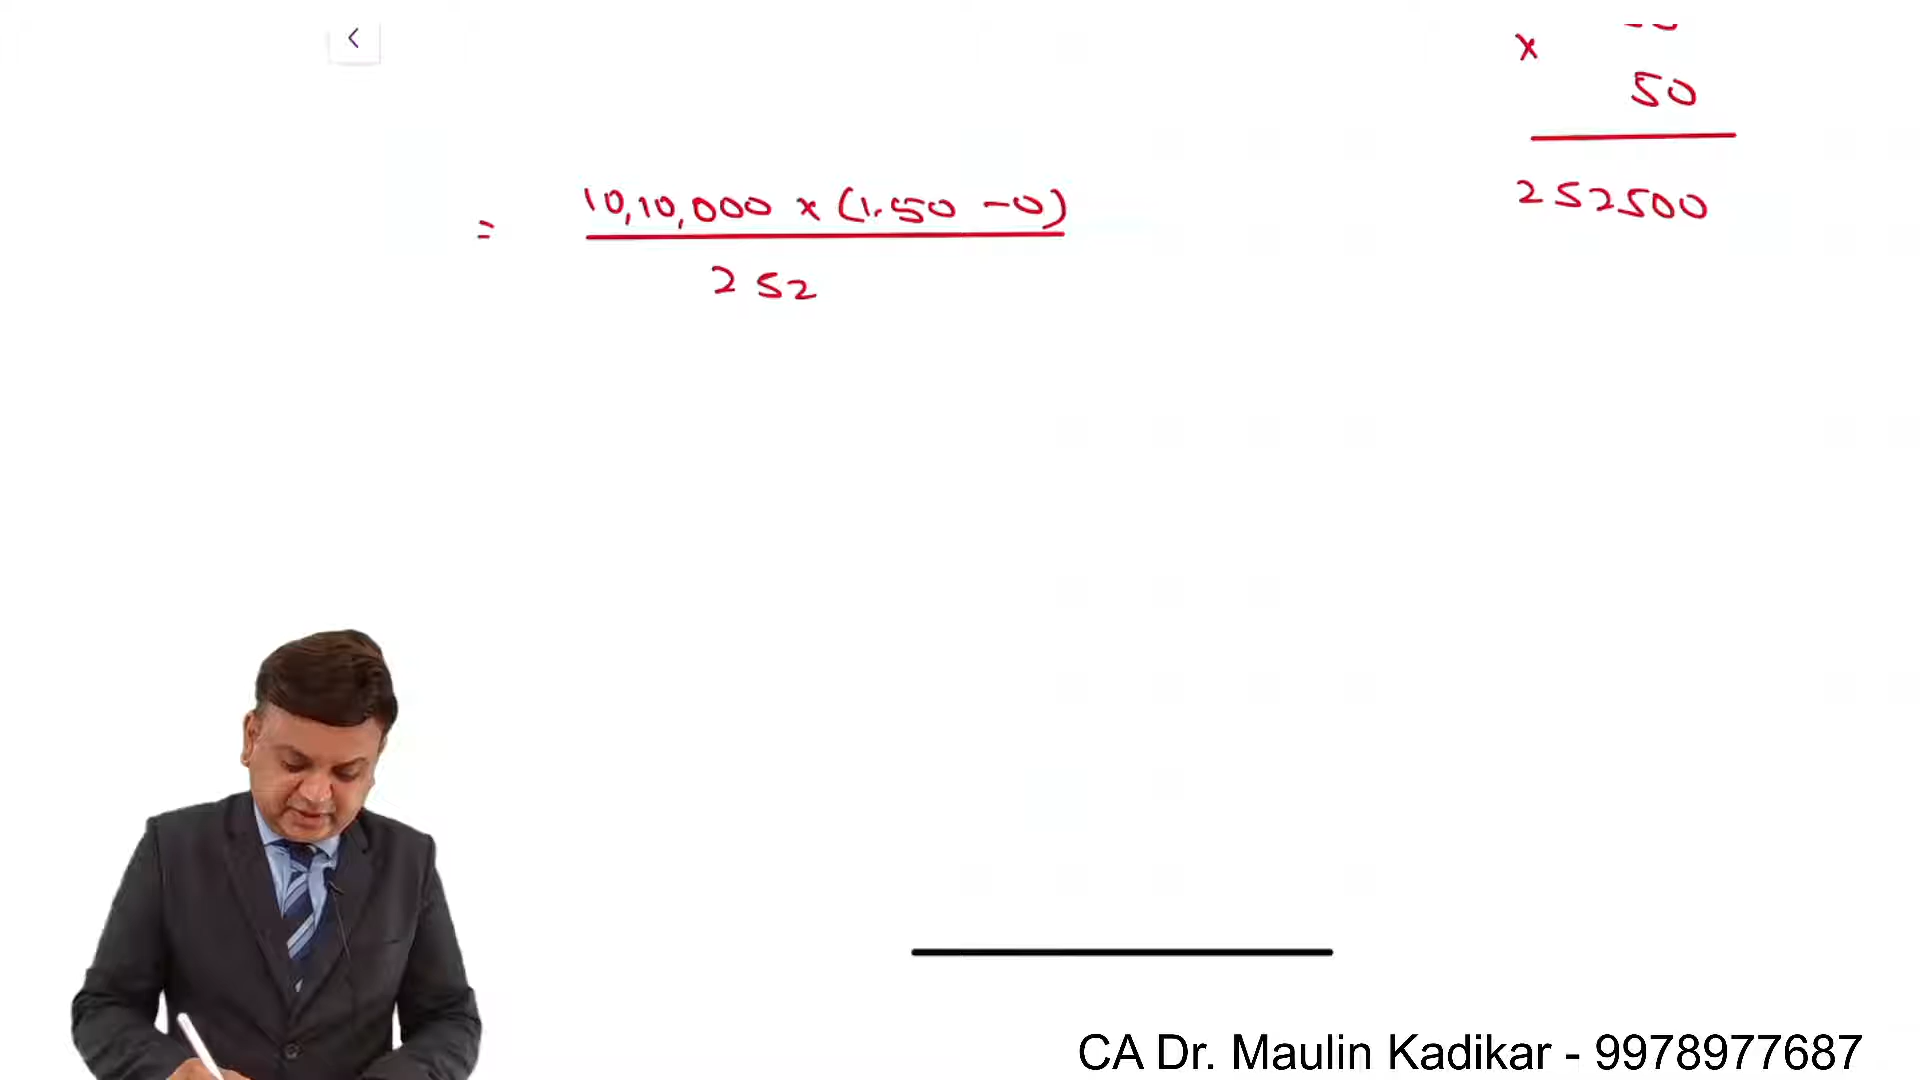 x
50
252500
= 10,10,000 x (1.50 - 0)
252
CA Dr. Maulin Kadikar - 9978977687